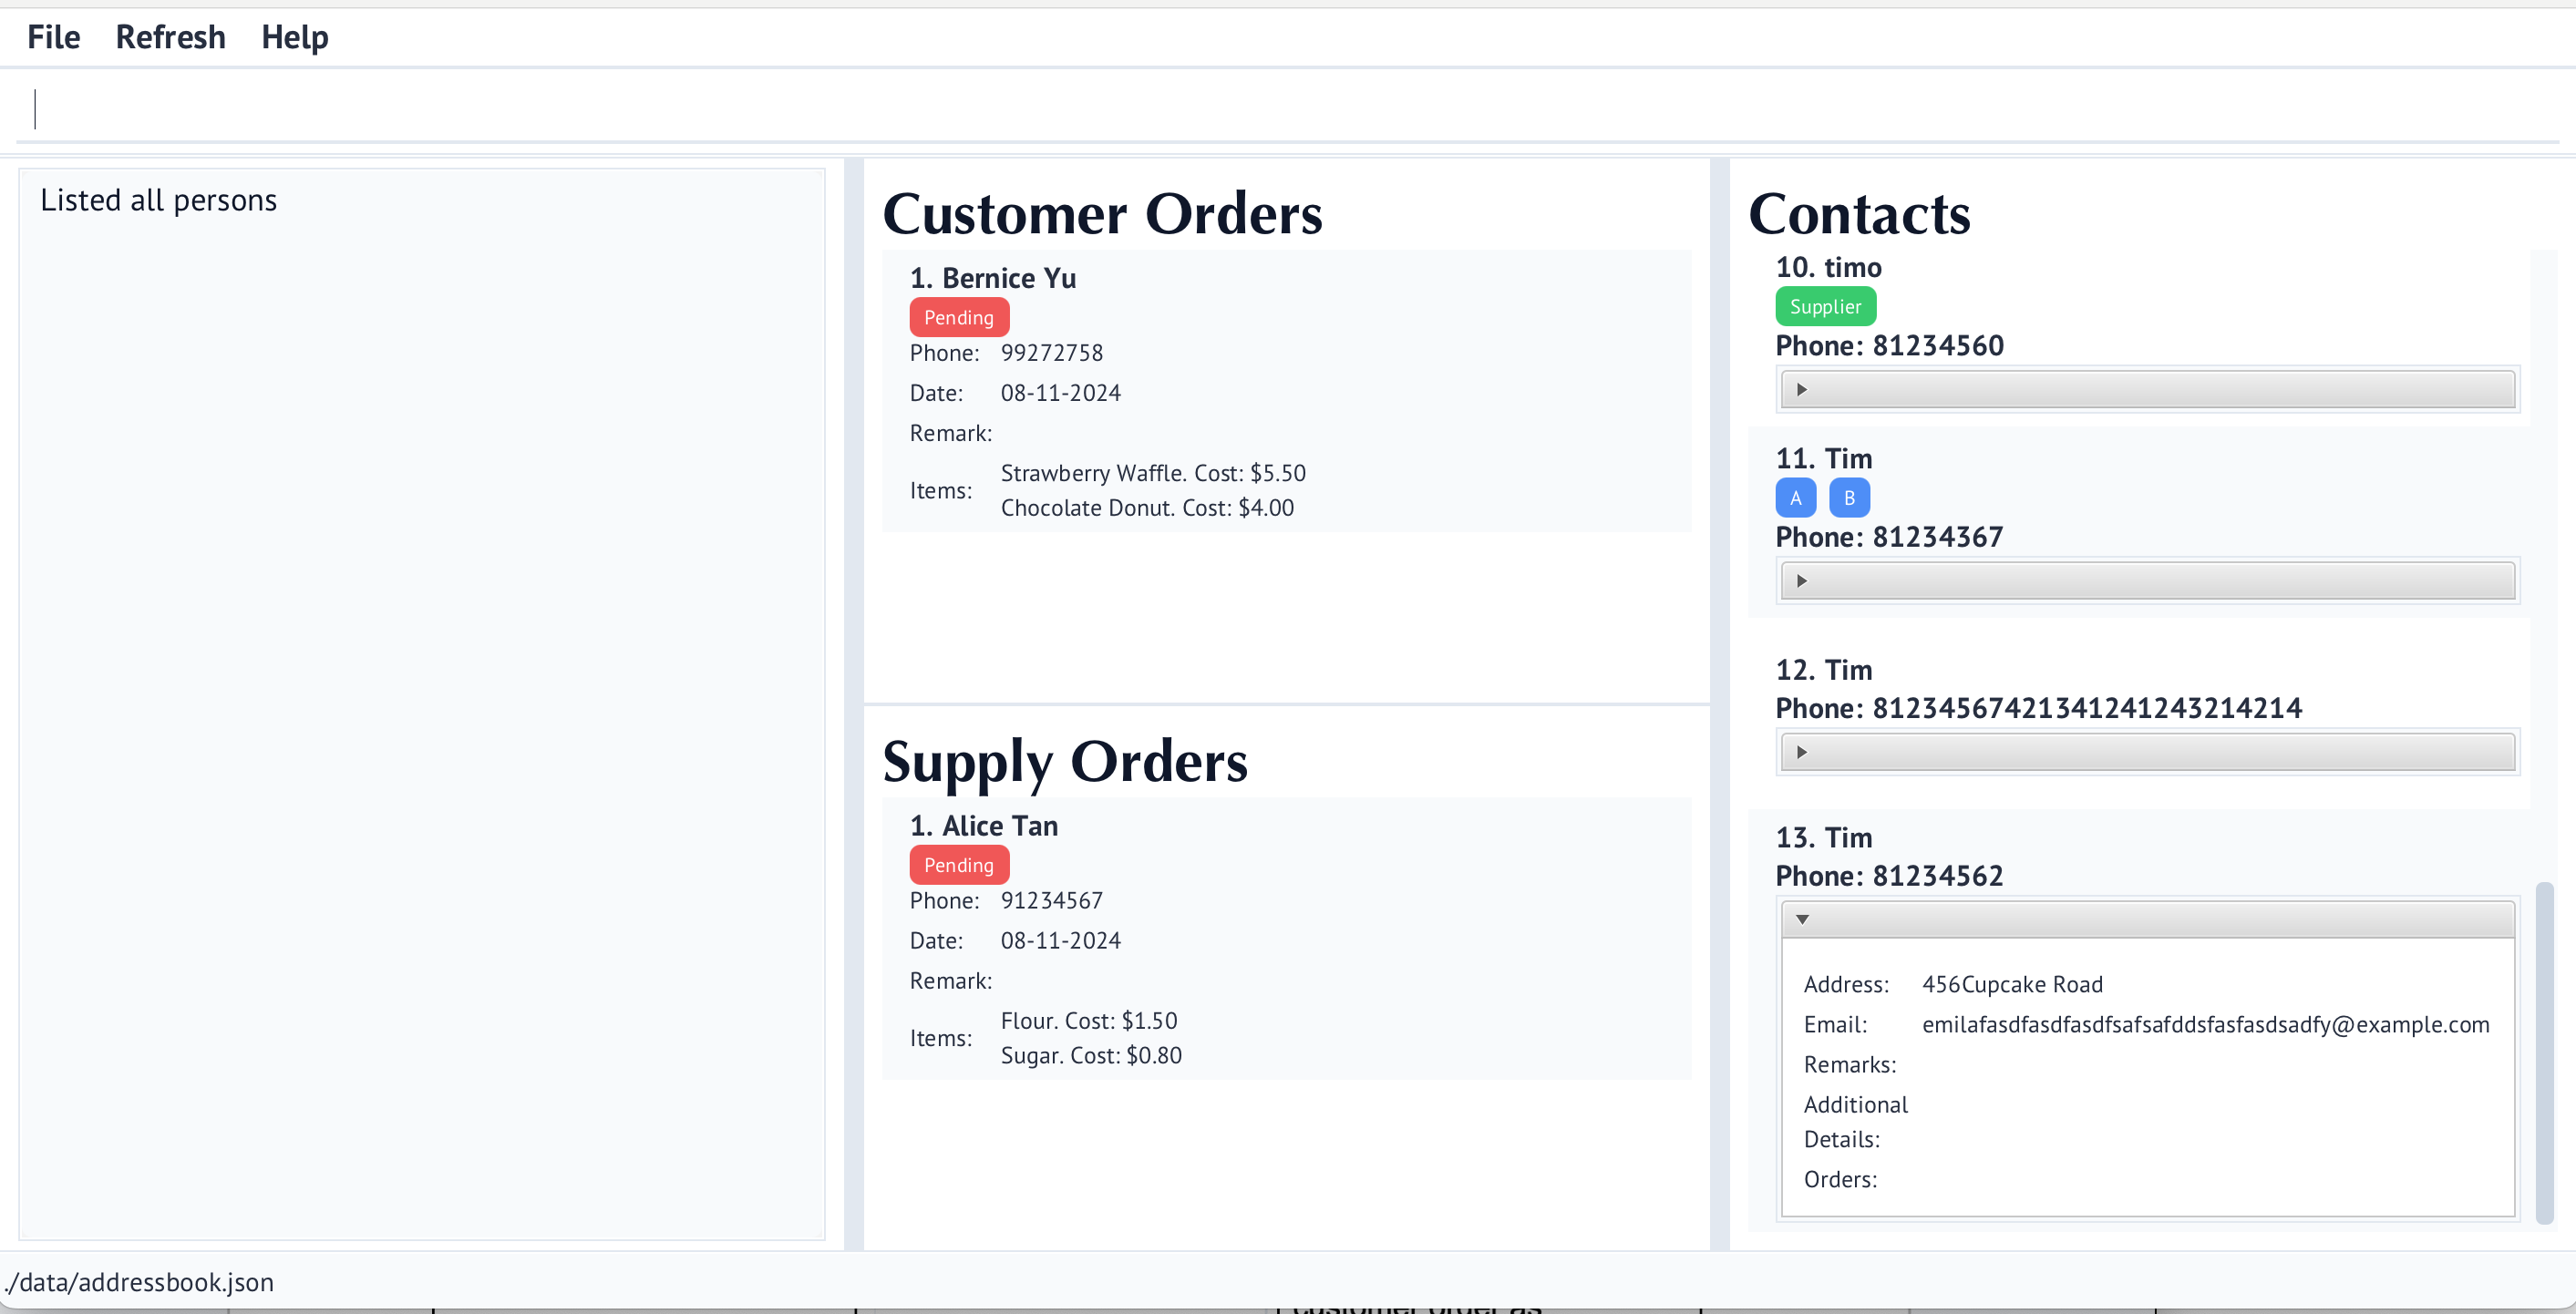 File Refresh Help
Listed all persons
Customer Orders
1. Bernice Yu
Pending
Phone: 99272758
Date: 08-11-2024
Remark:
Items: Strawberry Waffle. Cost: $5.50
Chocolate Donut. Cost: $4.00
Supply Orders
1. Alice Tan
Pending
Phone: 91234567
Date: 08-11-2024
Remark:
Items: Flour. Cost: $1.50
Sugar. Cost: $0.80
Contacts
10. timo
Supplier
Phone: 81234560
11. Tim
A B
Phone: 81234367
12. Tim
Phone: 81234567421341241243214214
13. Tim
Phone: 81234562
Address: 456Cupcake Road
Email: emilafasdfasdfasdfsafsafddsfasfasdsadfy@example.com
Remarks:
Additional
Details:
Orders:
./data/addressbook.json